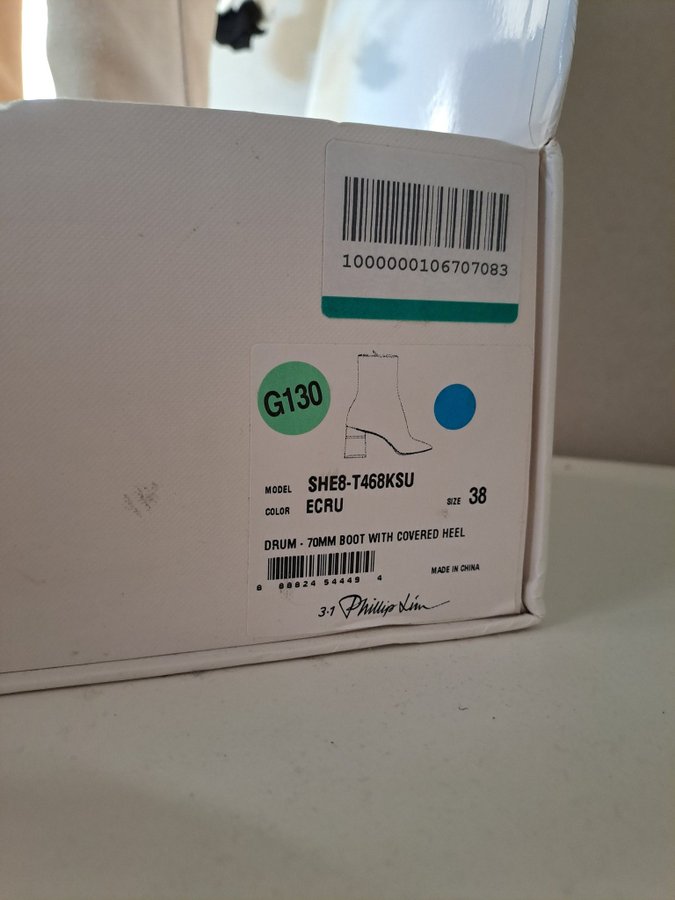 1000000106707083
G130
MODEL SHE8-T468KSU
COLOR ECRU
SIZE 38
DRUM - 70MM BOOT WITH COVERED HEEL
8 88824 54449 4
MADE IN CHINA
3.1 Phillip Lim